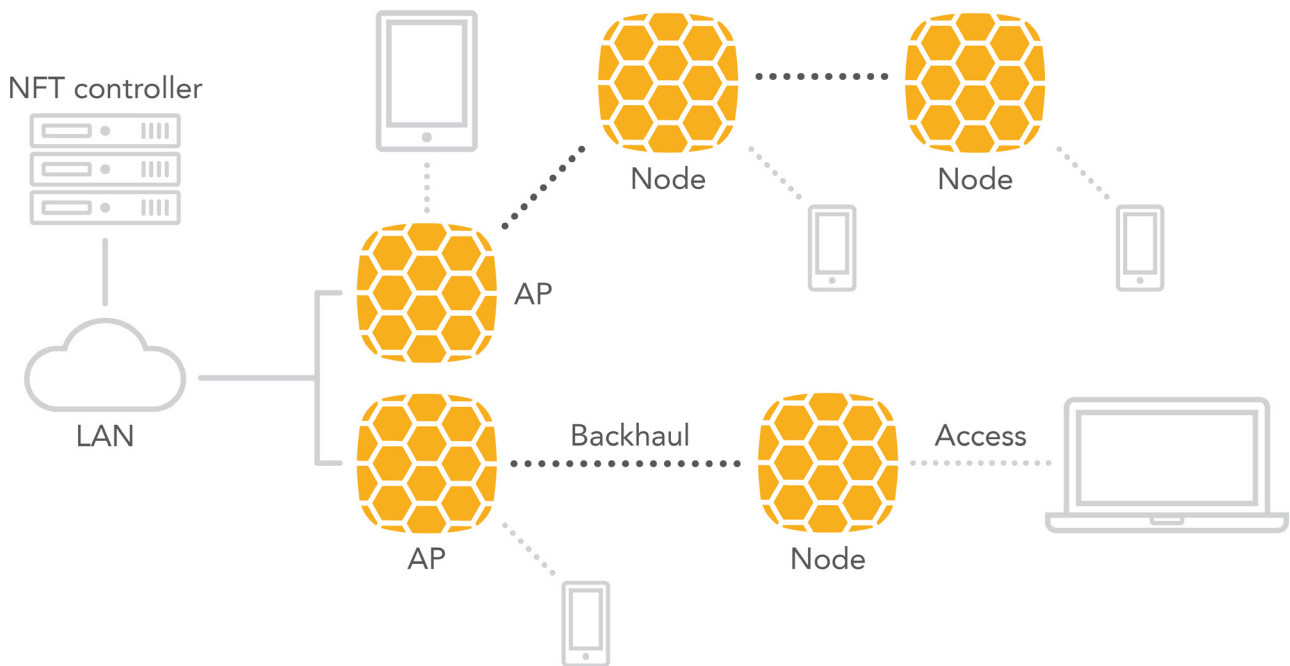 NFT controller
Node
Node
AP
LAN
Backhaul
Access
AP
Node